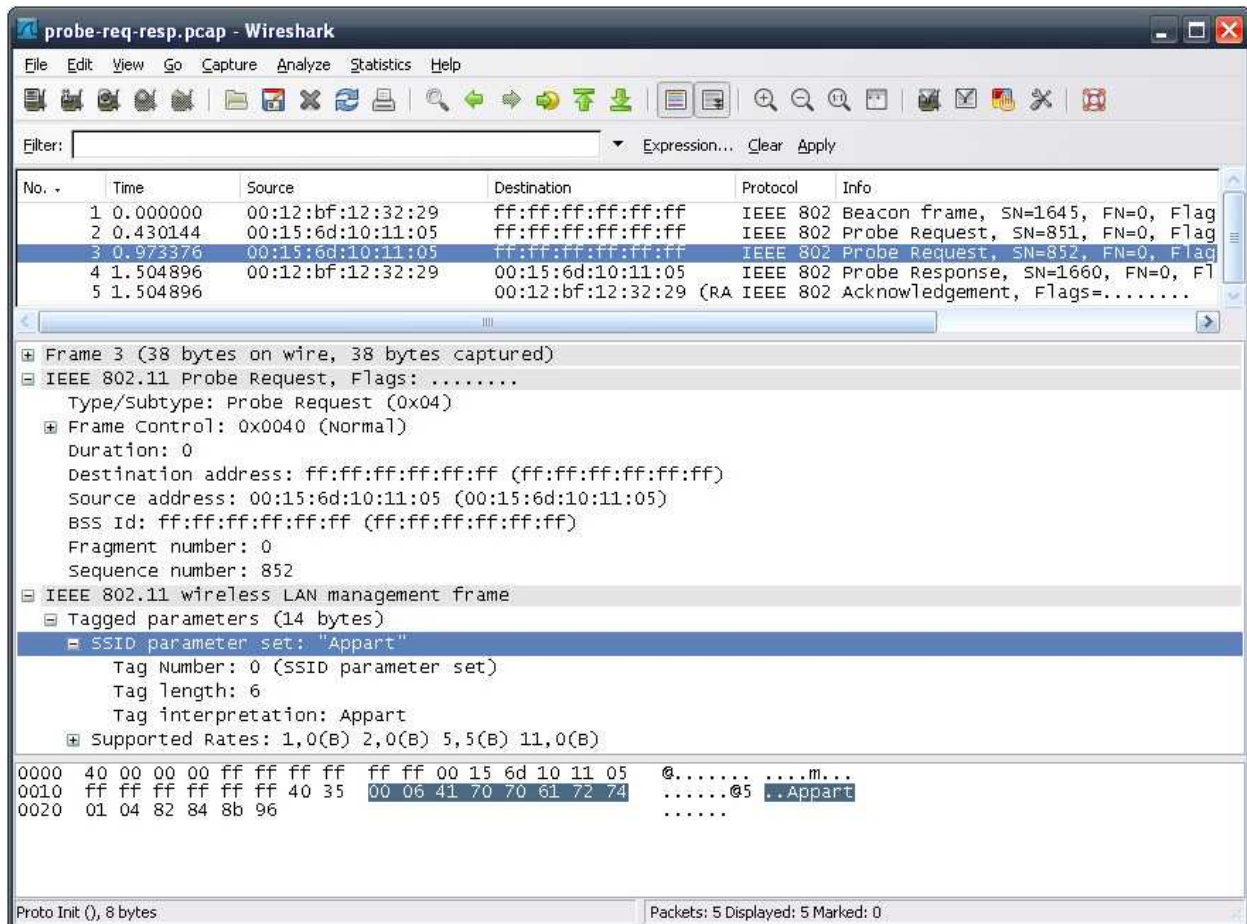 probe-req-resp.pcap - Wireshark
File Edit View Go Capture Analyze Statistics Help
Filter: Expression... Clear Apply
No. . Time Source Destination Protocol Info
1 0.000000 00:12:bf:12:32:29 ff:ff:ff:ff:ff:ff IEEE 802 Beacon frame, SN=1645, FN=0, Flag
2 0.430144 00:15:6d:10:11:05 ff:ff:ff:ff:ff:ff IEEE 802 Probe Request, SN=851, FN=0, Flag
3 0.973376 00:15:6d:10:11:05 ff:ff:ff:ff:ff:ff IEEE 802 Probe Request, SN=852, FN=0, Flag
4 1.504896 00:12:bf:12:32:29 00:15:6d:10:11:05 IEEE 802 Probe Response, SN=1660, FN=0, Fl
5 1.504896 00:12:bf:12:32:29 (RA IEEE 802 Acknowledgement, Flags=........
Frame 3 (38 bytes on wire, 38 bytes captured)
IEEE 802.11 Probe Request, Flags: ........
Type/Subtype: Probe Request (0x04)
Frame Control: 0x0040 (Normal)
Duration: 0
Destination address: ff:ff:ff:ff:ff:ff (ff:ff:ff:ff:ff:ff)
Source address: 00:15:6d:10:11:05 (00:15:6d:10:11:05)
BSS Id: ff:ff:ff:ff:ff:ff (ff:ff:ff:ff:ff:ff)
Fragment number: 0
Sequence number: 852
IEEE 802.11 wireless LAN management frame
Tagged parameters (14 bytes)
SSID parameter set: "Appart"
Tag Number: 0 (SSID parameter set)
Tag length: 6
Tag interpretation: Appart
Supported Rates: 1,0(B) 2,0(B) 5,5(B) 11,0(B)
0000 40 00 00 00 ff ff ff ff ff ff 00 15 6d 10 11 05 @....... ....m...
0010 ff ff ff ff ff ff 40 35 00 06 41 70 70 61 72 74 ......@5 ..Appart
0020 01 04 82 84 8b 96 ......
Proto Init (), 8 bytes Packets: 5 Displayed: 5 Marked: 0